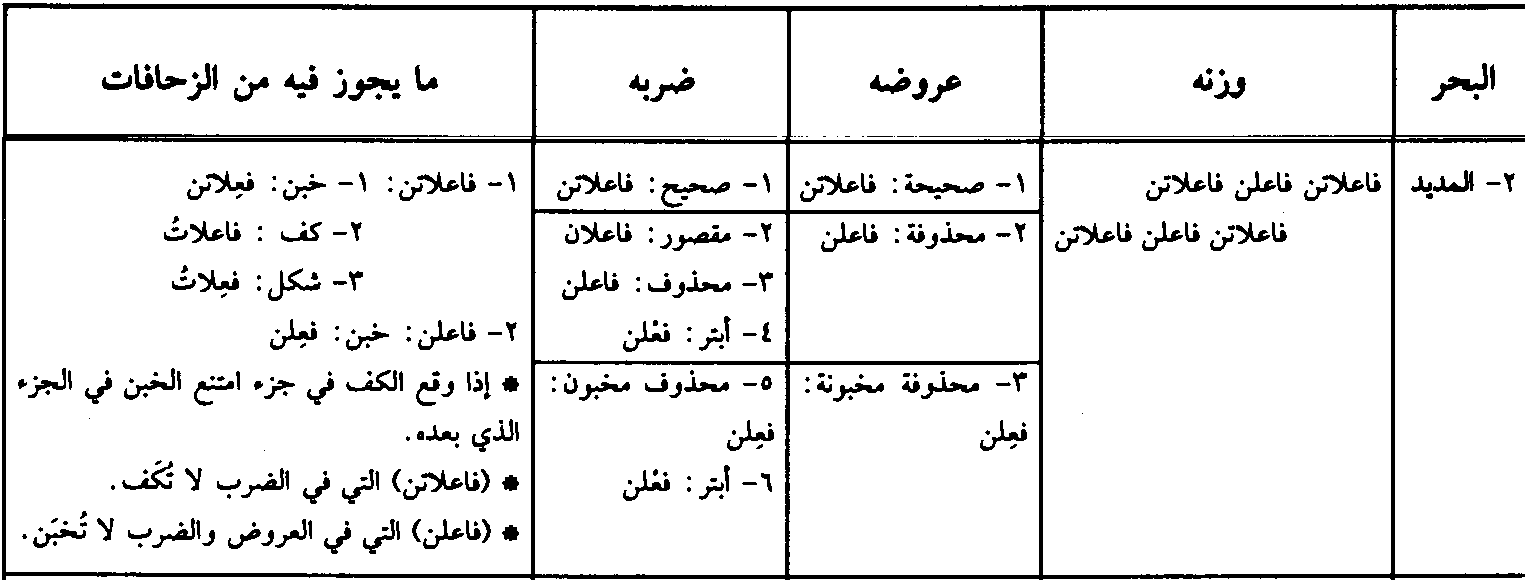 البحر
وزنه
عروضه
ضربه
ما يجوز فيه من الزحافات
٢- المديد
فاعلاتن فاعلن فاعلاتن
فاعلاتن فاعلن فاعلاتن
١- صحيحة: فاعلاتن
٢- محذوفة: فاعلن
٣- محذوفة مخبونة:
فعِلن
١- صحيح: فاعلاتن
٢- مقصور: فاعلان
٣- محذوف: فاعلن
٤- أبتر: فعْلن
٥- محذوف مخبون:
فعِلن
٦- أبتر: فعْلن
١- فاعلاتن: ١- خبن: فعِلاتن
٢- كف : فاعلاتُ
٣- شكل: فعِلاتُ
٢- فاعلن: خبن: فعِلن
* إذا وقع الكف في جزء امتنع الخبن في الجزء
الذي بعده.
* (فاعلاتن) التي في الضرب لا تُكَف.
* (فاعلن) التي في العروض والضرب لا تُخبَن.